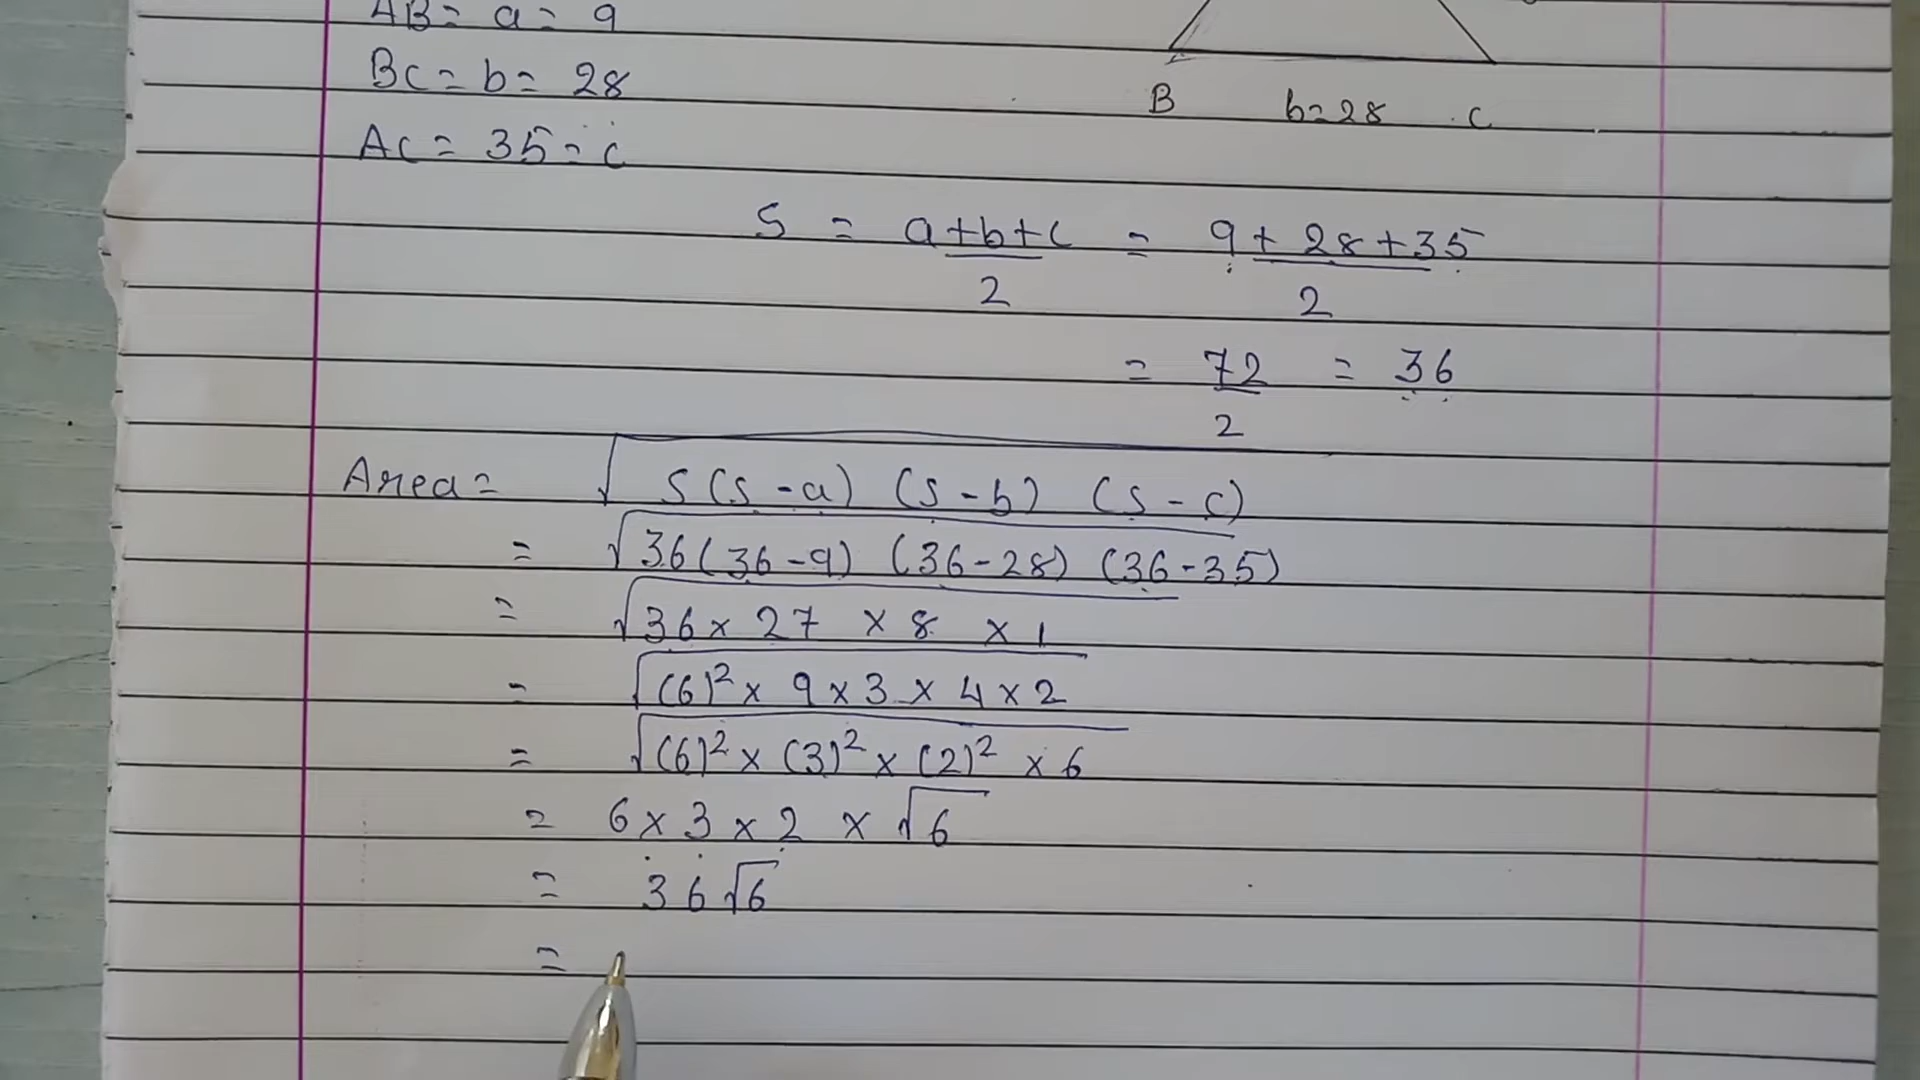 AB = a = 9
BC = b = 28
B b=28 C
AC = 35 = c
S = a+b+c/2 = 9+28+35/2
= 72/2 = 36
Area = √S(S-a) (S-b) (S-c)
= √36(36-9) (36-28) (36-35)
= √36 × 27 × 8 × 1
= √(6)² × 9 × 3 × 4 × 2
= √(6)² × (3)² × (2)² × 6
= 6 × 3 × 2 × √6
= 36√6
=